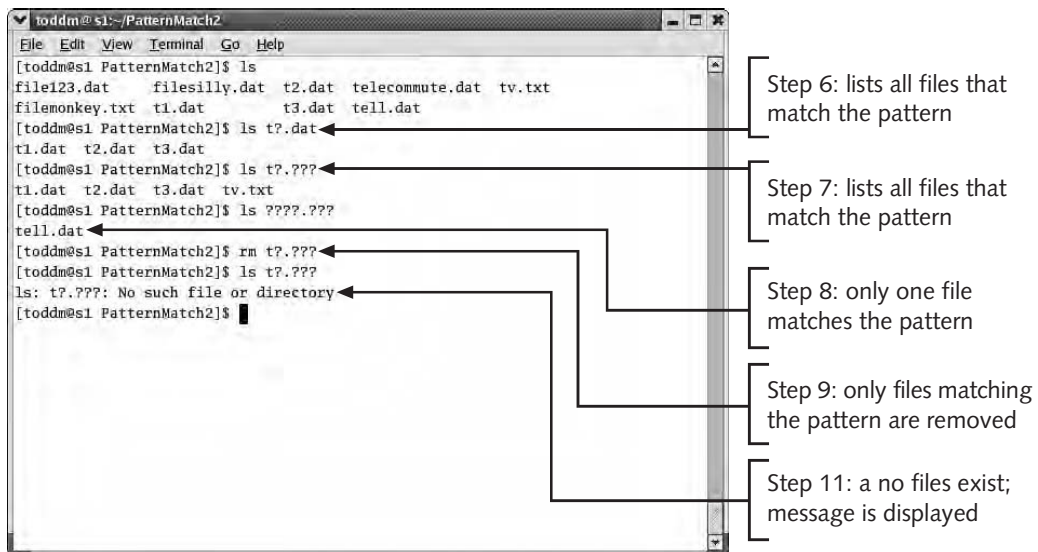 toddm@s1:~/PatternMatch2
File Edit View Terminal Go Help
[toddm@s1 PatternMatch2]$ ls
file123.dat filesilly.dat t2.dat telecommute.dat tv.txt
filemonkey.txt t1.dat t3.dat tell.dat
[toddm@s1 PatternMatch2]$ ls t?.dat
t1.dat t2.dat t3.dat
[toddm@s1 PatternMatch2]$ ls t?.???
t1.dat t2.dat t3.dat tv.txt
[toddm@s1 PatternMatch2]$ ls ????.???
tell.dat
[toddm@s1 PatternMatch2]$ rm t?.???
[toddm@s1 PatternMatch2]$ ls t?.???
ls: t?.???: No such file or directory
[toddm@s1 PatternMatch2]$
Step 6: lists all files that
match the pattern
Step 7: lists all files that
match the pattern
Step 8: only one file
matches the pattern
Step 9: only files matching
the pattern are removed
Step 11: a no files exist;
message is displayed